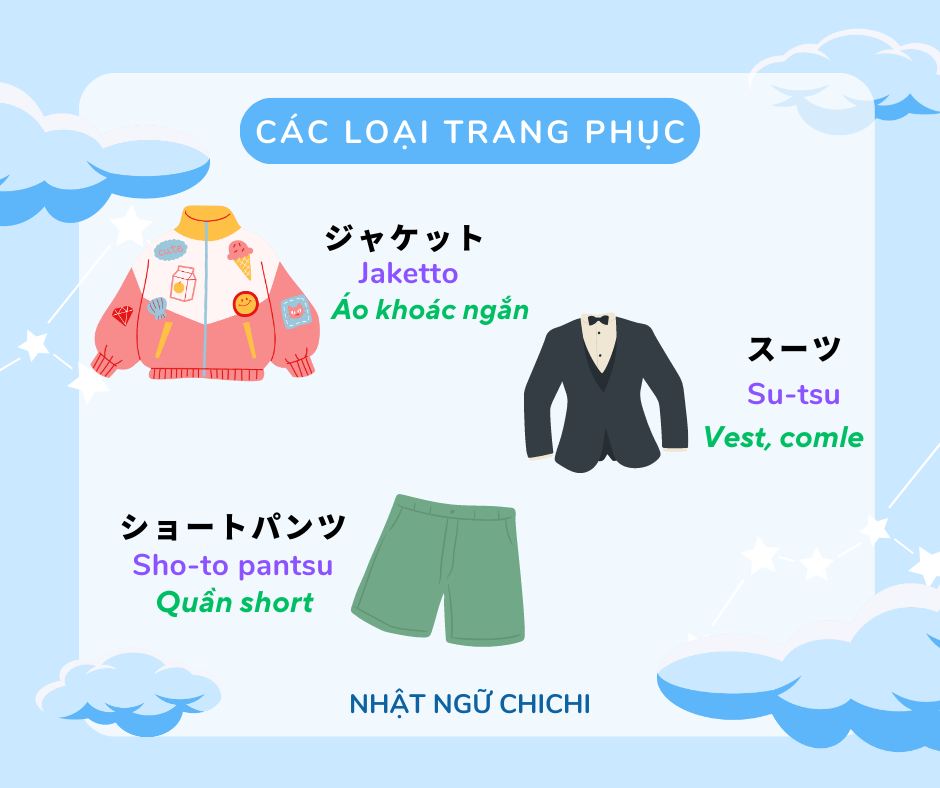 CÁC LOẠI TRANG PHỤC
ジャケット
Jaketto
Áo khoác ngắn
スーツ
Su-tsu
Vest, comle
ショートパンツ
Sho-to pantsu
Quần short
NHẬT NGỮ CHICHI
cute